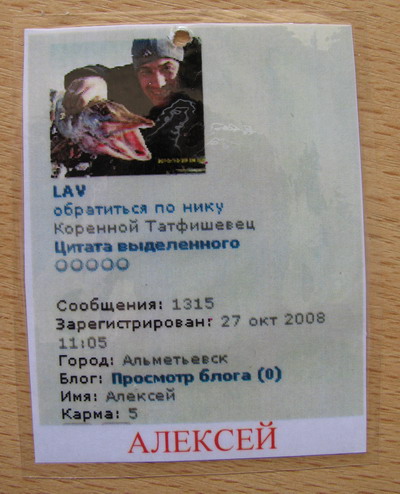 LAV
обратиться по нику
Коренной Татфишевец
Цитата выделенного
Сообщения: 1315
Зарегистрирован: 27 окт 2008
11:05
Город: Альметьевск
Блог: Просмотр блога (0)
Имя: Алексей
Карма: 5
АЛЕКСЕЙ